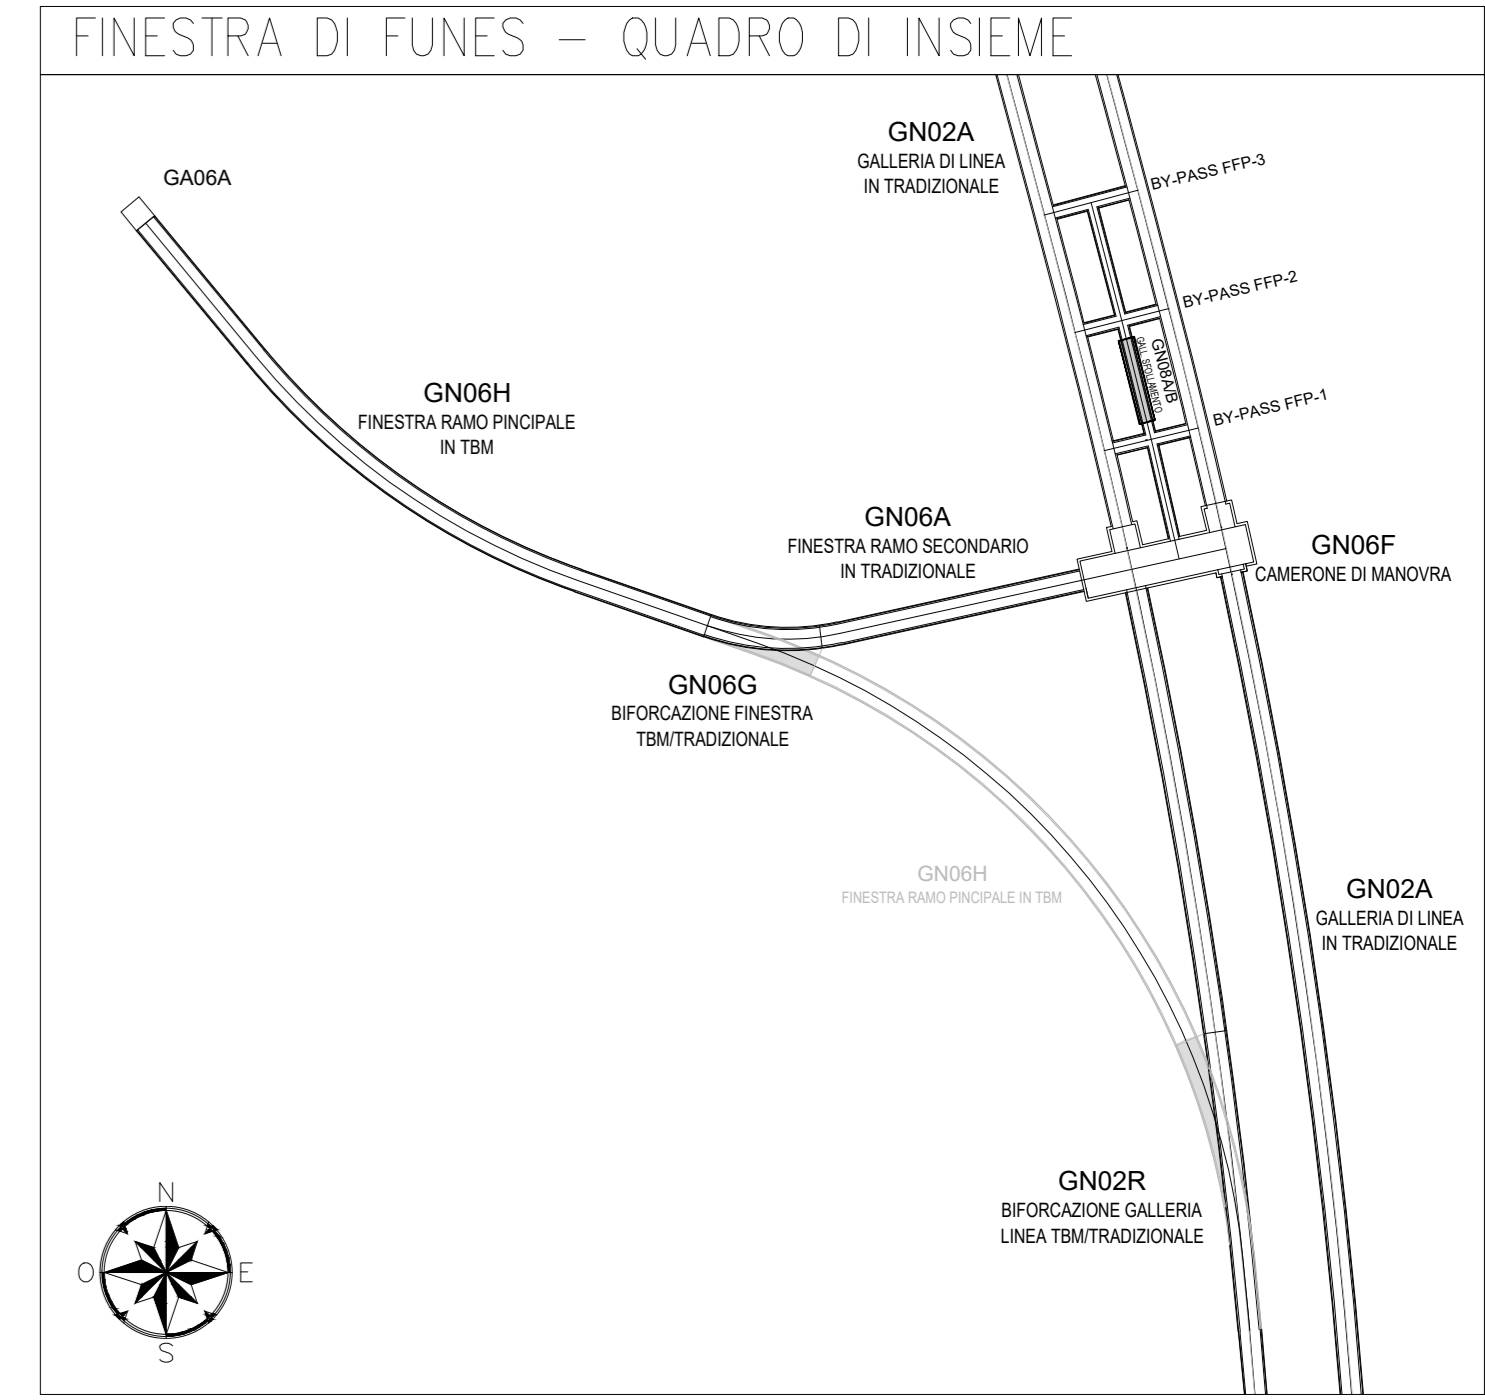 FINESTRA DI FUNES – QUADRO DI INSIEME
GN02A
GALLERIA DI LINEA
IN TRADIZIONALE
BY-PASS FFP-3
GA06A
BY-PASS FFP-2
GN08A/B
GALL. SFOLLAMENTO
GN06H
FINESTRA RAMO PINCIPALE
IN TBM
BY-PASS FFP-1
GN06A
FINESTRA RAMO SECONDARIO
IN TRADIZIONALE
GN06F
CAMERONE DI MANOVRA
GN06G
BIFORCAZIONE FINESTRA
TBM/TRADIZIONALE
GN06H
FINESTRA RAMO PINCIPALE IN TBM
GN02A
GALLERIA DI LINEA
IN TRADIZIONALE
GN02R
BIFORCAZIONE GALLERIA
LINEA TBM/TRADIZIONALE
N
O
E
S